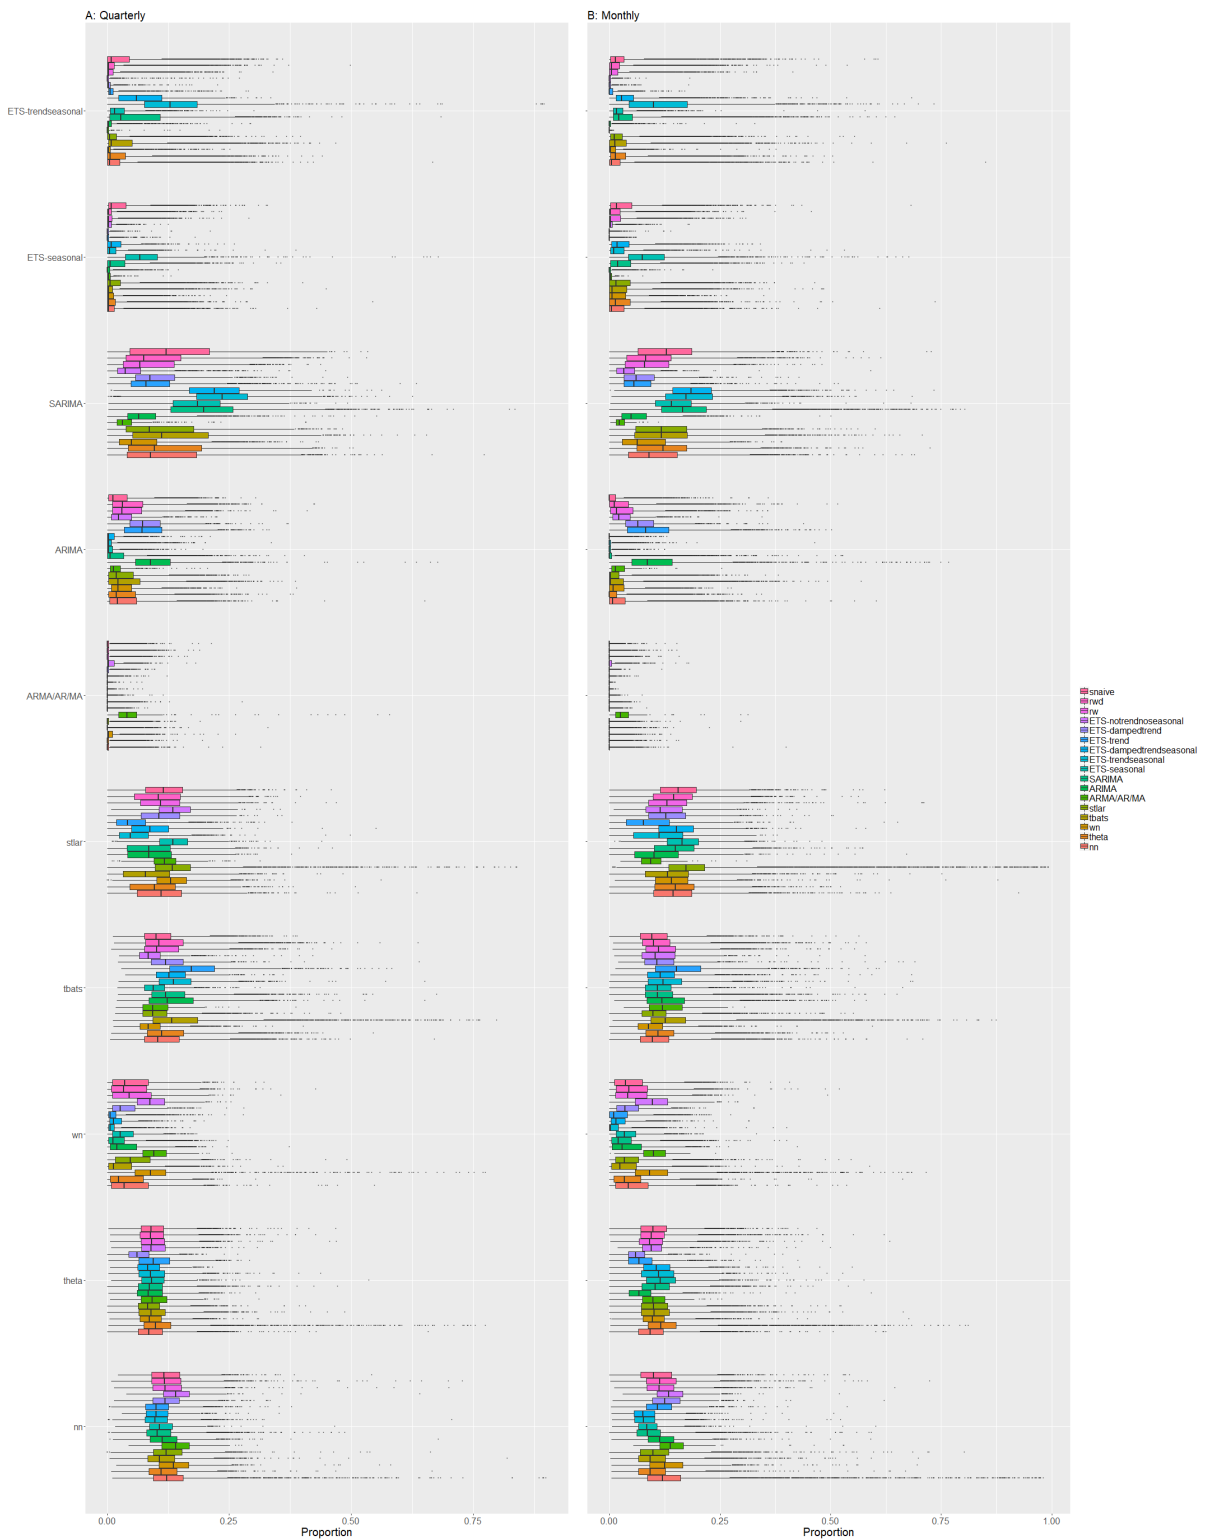 A: Quarterly
B: Monthly
ETS-trendseasonal
ETS-seasonal
SARIMA
ARIMA
ARMA/AR/MA
stlar
tbats
wn
theta
nn
0.00 0.25 0.50 0.75
Proportion
0.00 0.25 0.50 0.75 1.00
Proportion
snaive
rwd
rw
ETS-notrendnoseasonal
ETS-dampedtrend
ETS-trend
ETS-dampedtrendseasonal
ETS-trendseasonal
ETS-seasonal
SARIMA
ARIMA
ARMA/AR/MA
stlar
tbats
wn
theta
nn